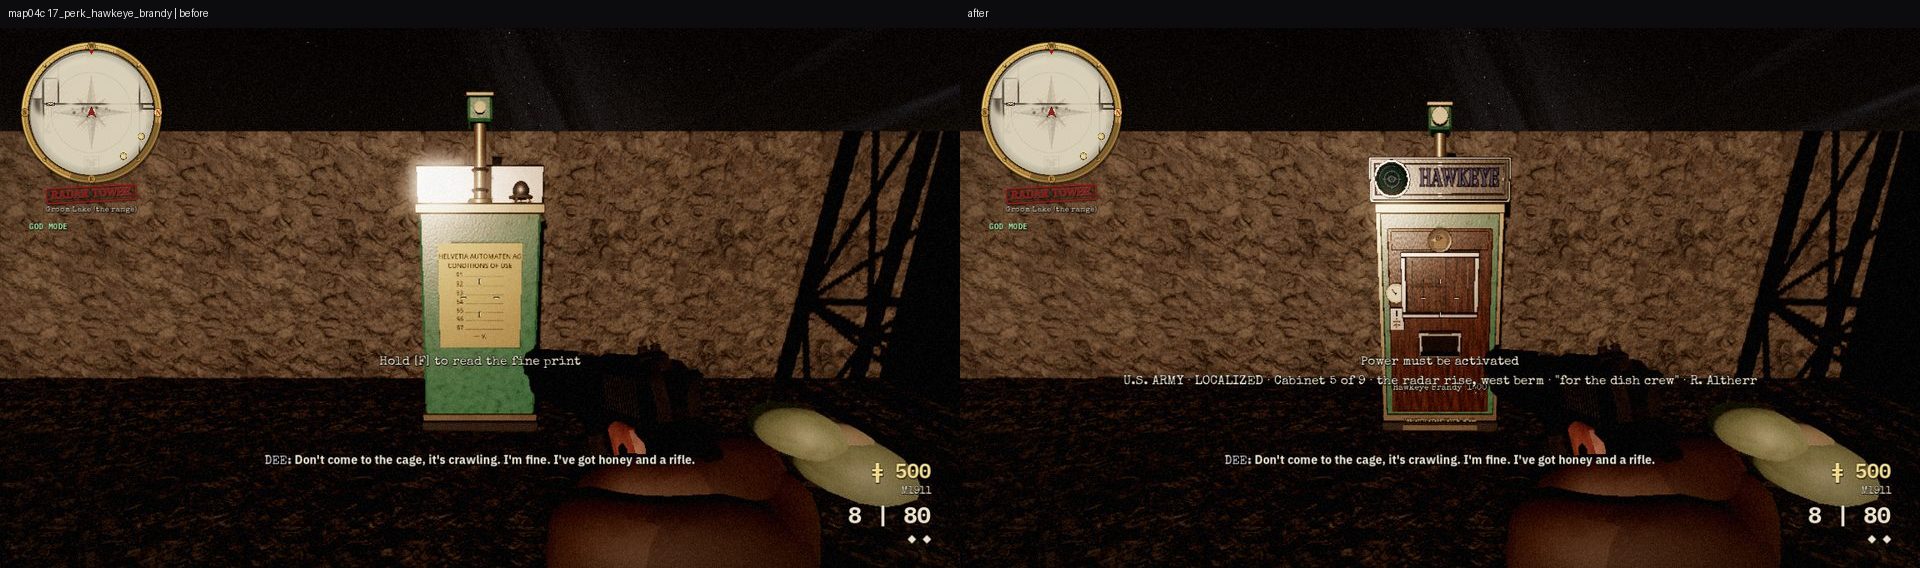 map04c 17_perk_hawkeye_brandy | before
RADAR TOWER
Groom Lake (the range)
GOD MODE
HELVETIA AUTOMATEN AG
CONDITIONS OF USE
Hold [F] to read the fine print
DEE: Don't come to the cage, it's crawling. I'm fine. I've got honey and a rifle.
500
M1911
8 | 80
after
RADAR TOWER
Groom Lake (the range)
GOD MODE
HAWKEYE
Power must be activated
U.S. ARMY · LOCALIZED · Cabinet 5 of 9 · the radar rise, west berm · "for the dish crew" · R. Altherr
Hawkeye Brandy
DEE: Don't come to the cage, it's crawling. I'm fine. I've got honey and a rifle.
500
M1911
8 | 80